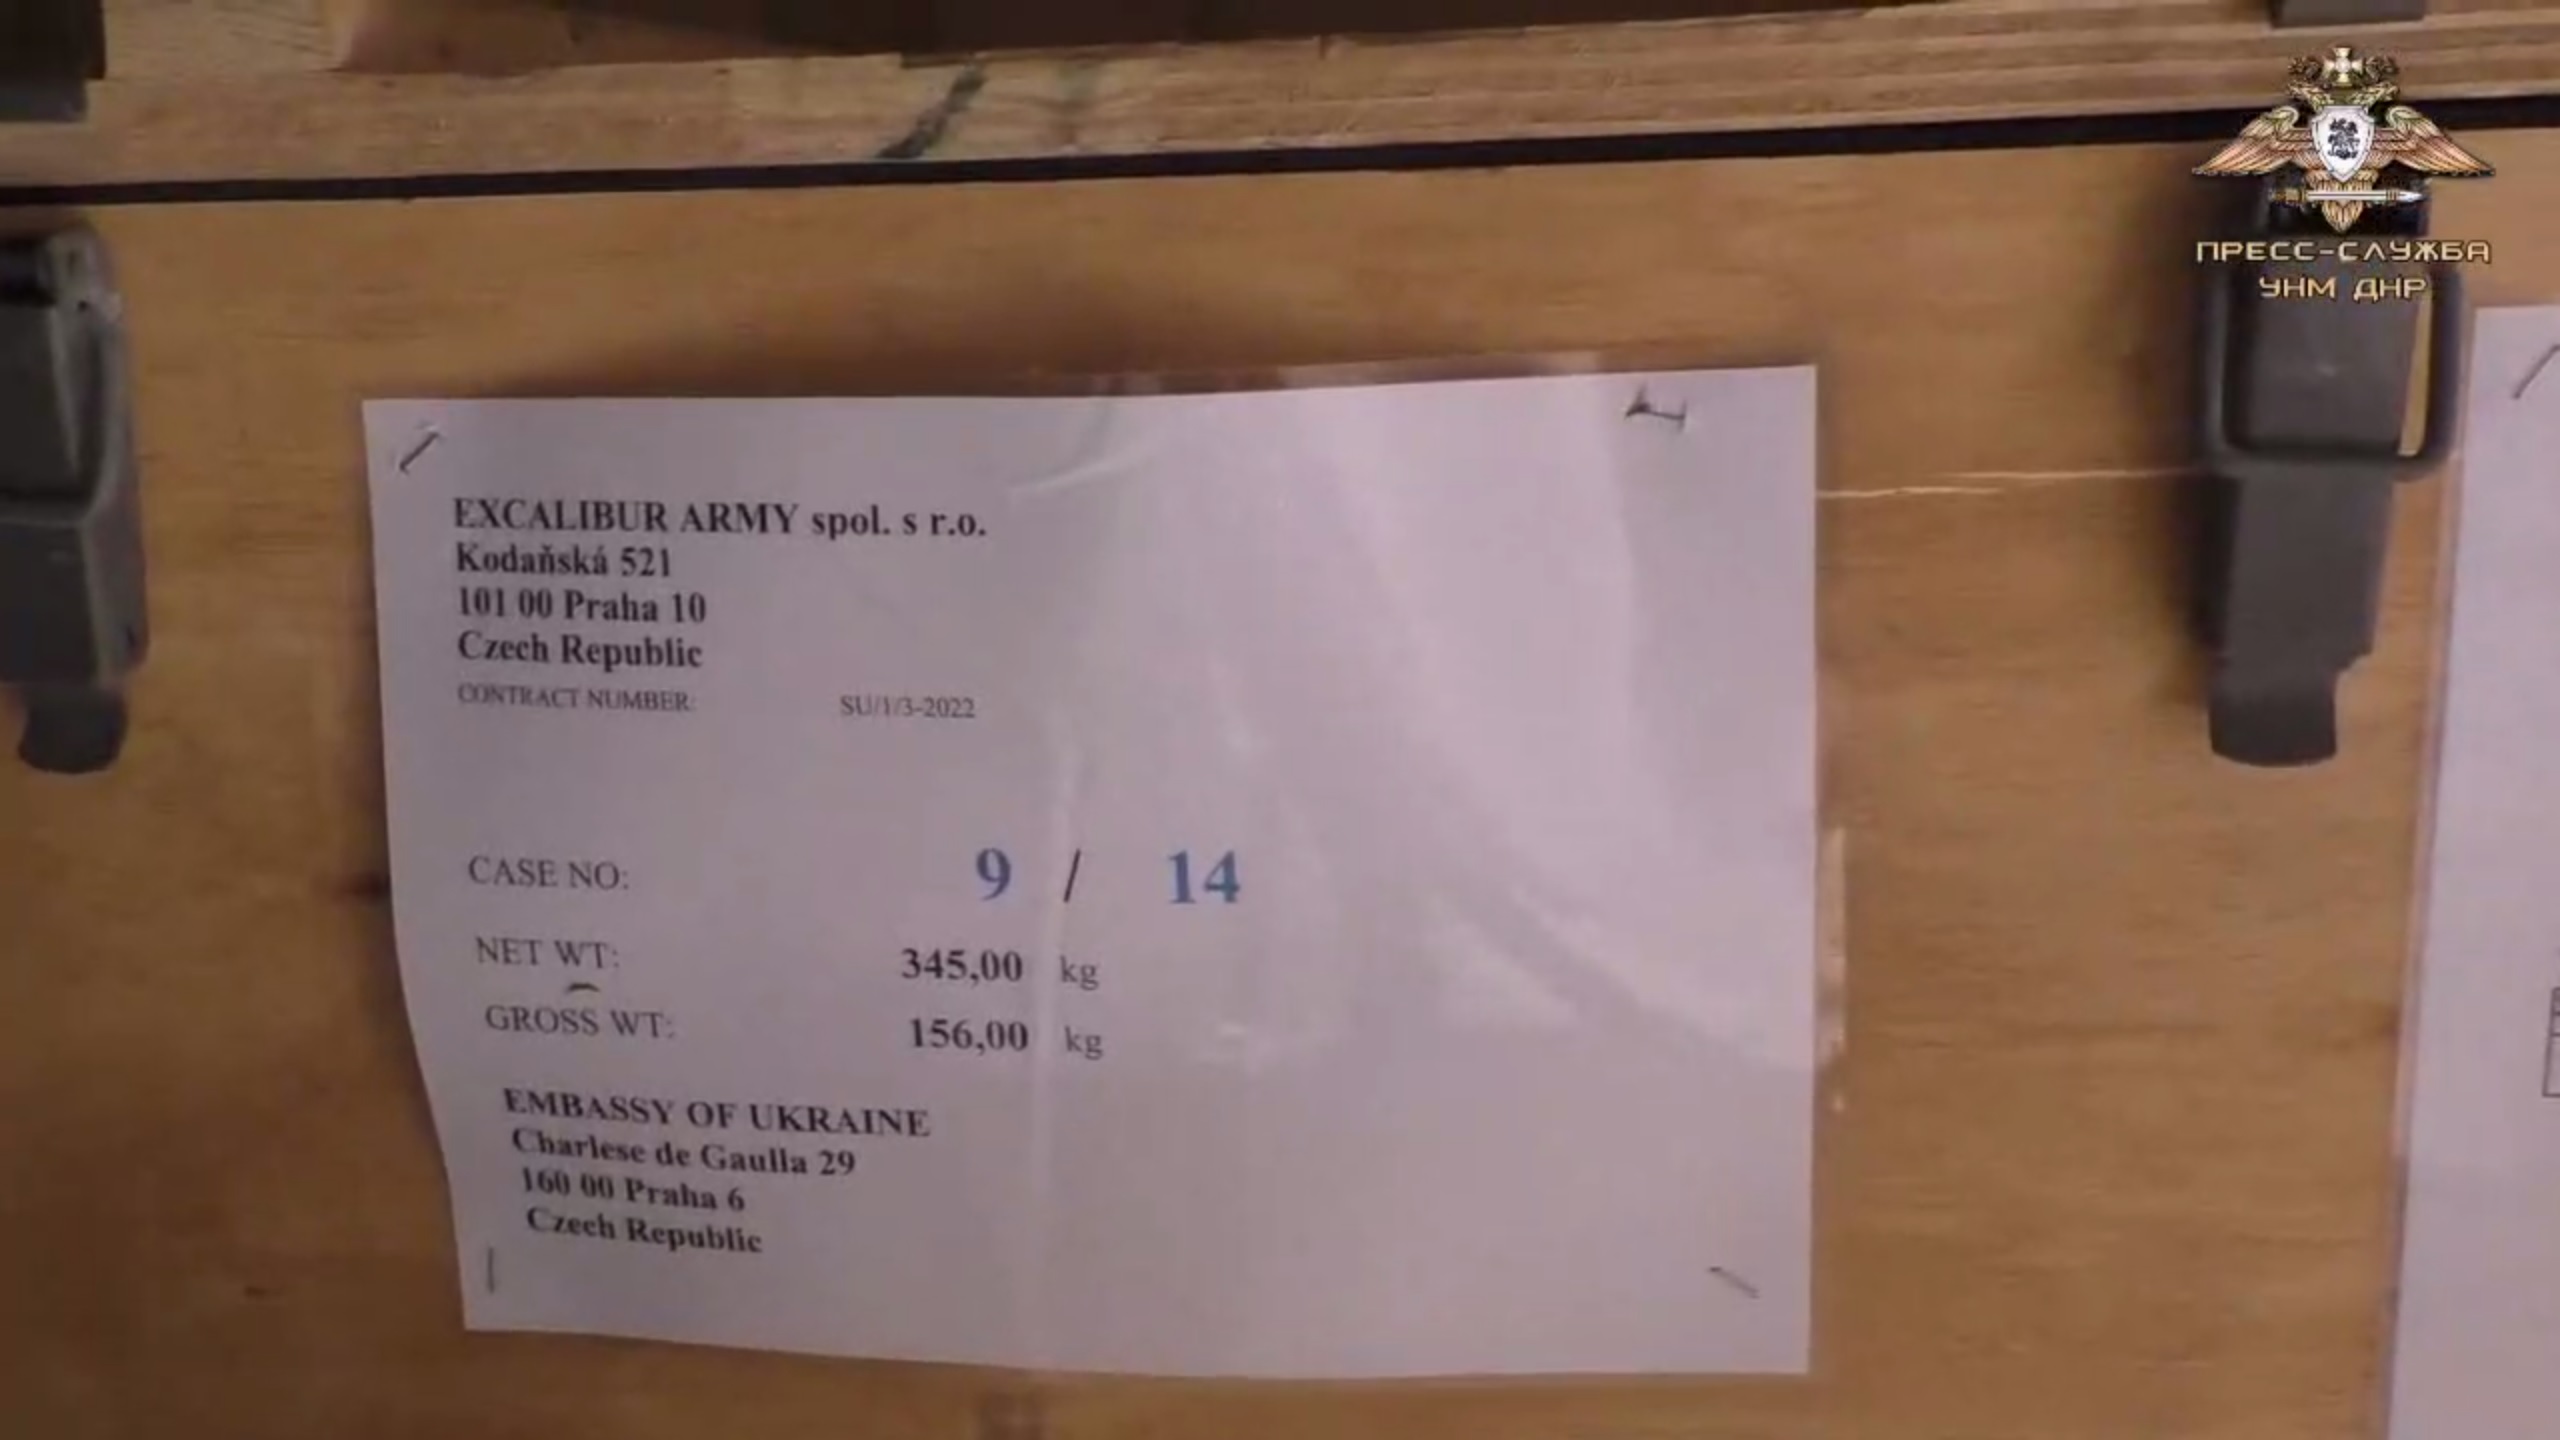 ПРЕСС-СЛУЖБА
УНМ ДНР
EXCALIBUR ARMY spol. s r.o.
Kodaňská 521
101 00 Praha 10
Czech Republic
CONTRACT NUMBER: SU/1/3-2022
CASE NO: 9 / 14
NET WT: 345,00 kg
GROSS WT: 156,00 kg
EMBASSY OF UKRAINE
Charlese de Gaulla 29
160 00 Praha 6
Czech Republic